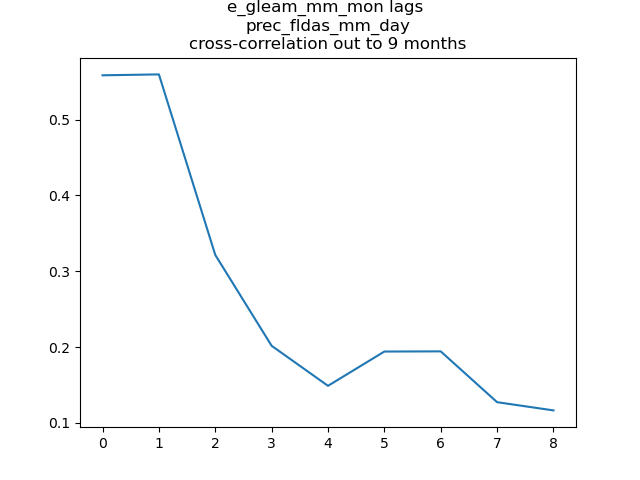 e_gleam_mm_mon lags
prec_fldas_mm_day
cross-correlation out to 9 months
0.5
0.4
0.3
0.2
0.1
0 1 2 3 4 5 6 7 8